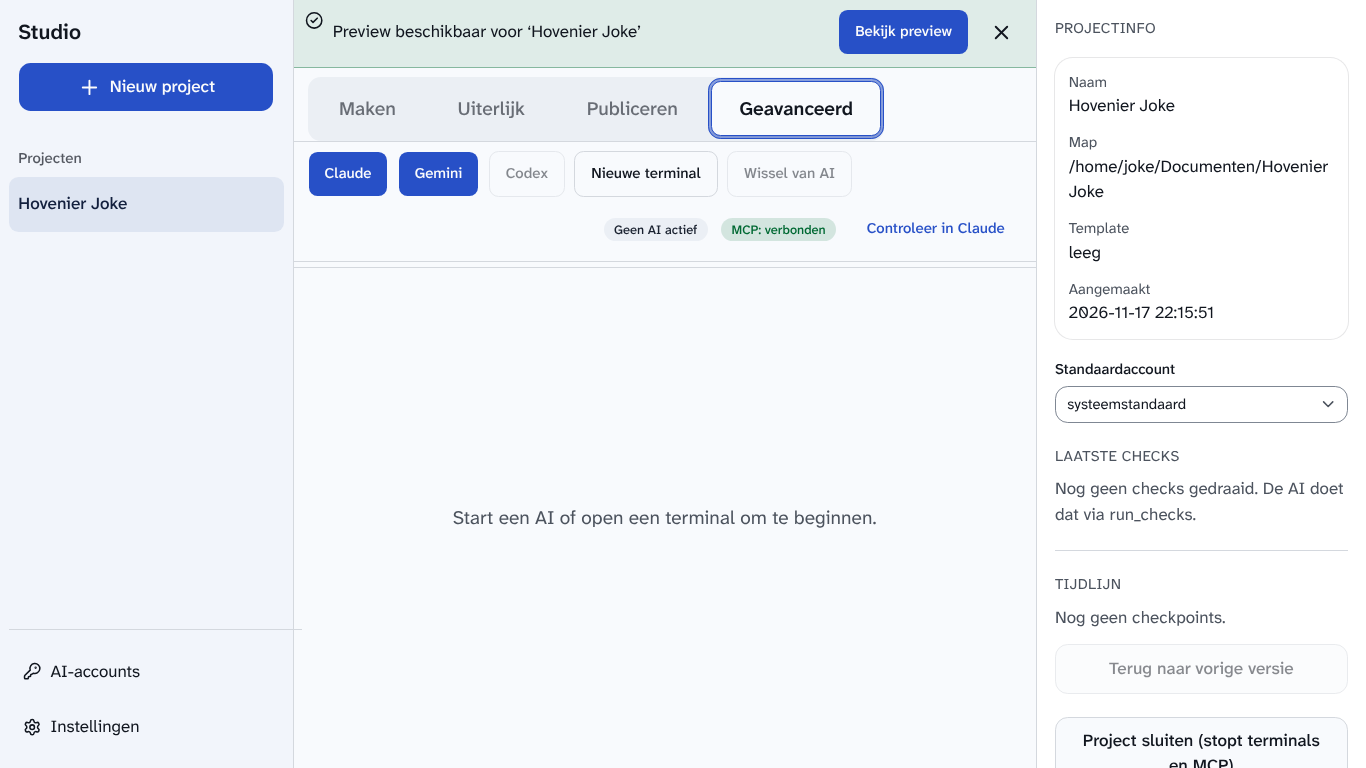 Studio
Nieuw project
Projecten
Hovenier Joke
AI-accounts
Instellingen
Preview beschikbaar voor ‘Hovenier Joke’
Bekijk preview
Maken
Uiterlijk
Publiceren
Geavanceerd
Claude
Gemini
Codex
Nieuwe terminal
Wissel van AI
Geen AI actief
MCP: verbonden
Controleer in Claude
Start een AI of open een terminal om te beginnen.
PROJECTINFO
Naam
Hovenier Joke
Map
/home/joke/Documenten/Hovenier
Joke
Template
leeg
Aangemaakt
2026-11-17 22:15:51
Standaardaccount
systeemstandaard
LAATSTE CHECKS
Nog geen checks gedraaid. De AI doet
dat via run_checks.
TIJDLIJN
Nog geen checkpoints.
Terug naar vorige versie
Project sluiten (stopt terminals
en MCP)